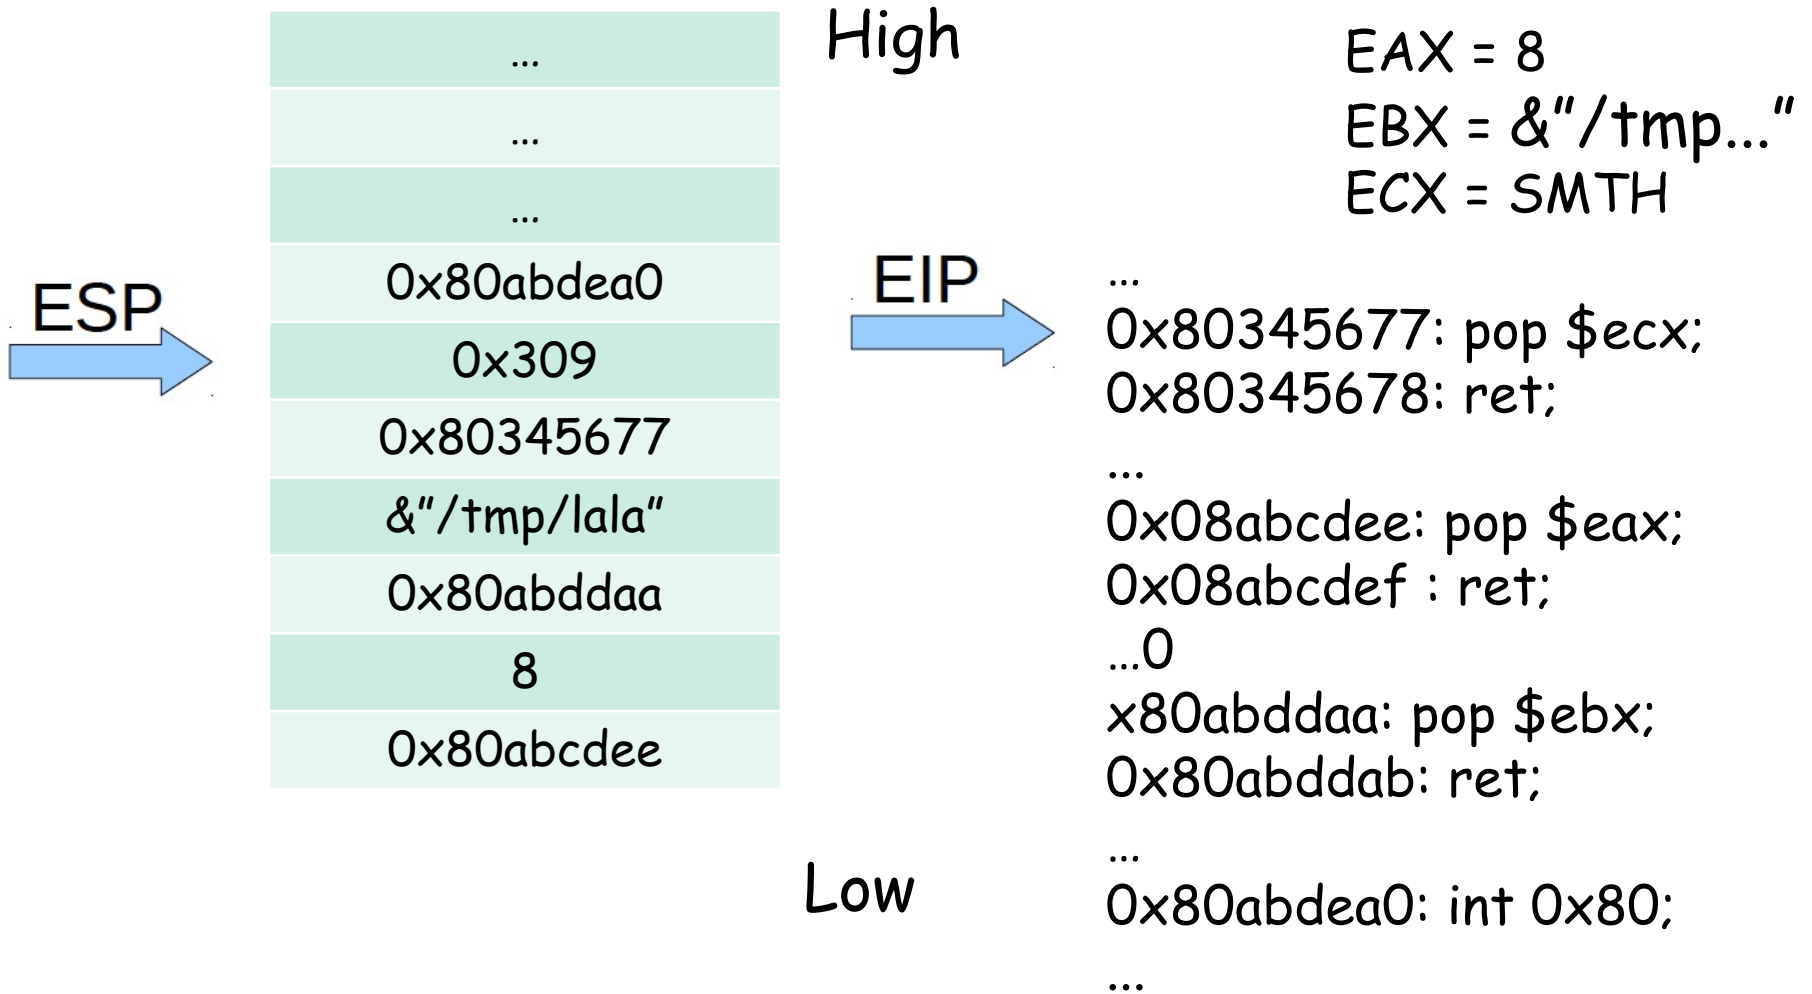 ...
...
...
0x80abdea0
0x309
0x80345677
&"/tmp/lala"
0x80abddaa
8
0x80abcdee
ESP
High
Low
EIP
EAX = 8
EBX = &"/tmp..."
ECX = SMTH
...
0x80345677: pop $ecx;
0x80345678: ret;
...
0x08abcdee: pop $eax;
0x08abcdef : ret;
...0
x80abddaa: pop $ebx;
0x80abddab: ret;
...
0x80abdea0: int 0x80;
...